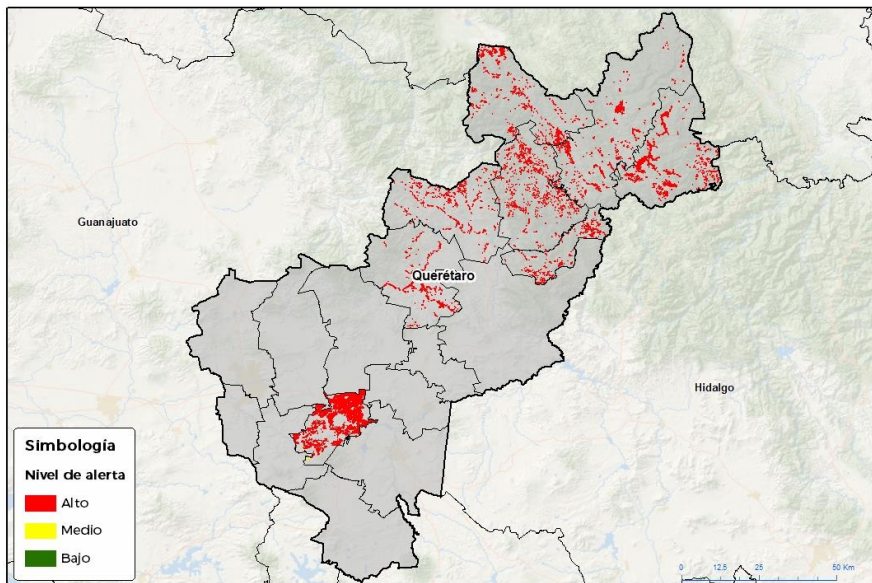 Guanajuato
Querétaro
Hidalgo
Simbología
Nivel de alerta
Alto
Medio
Bajo
0 12.5 25 50 Km